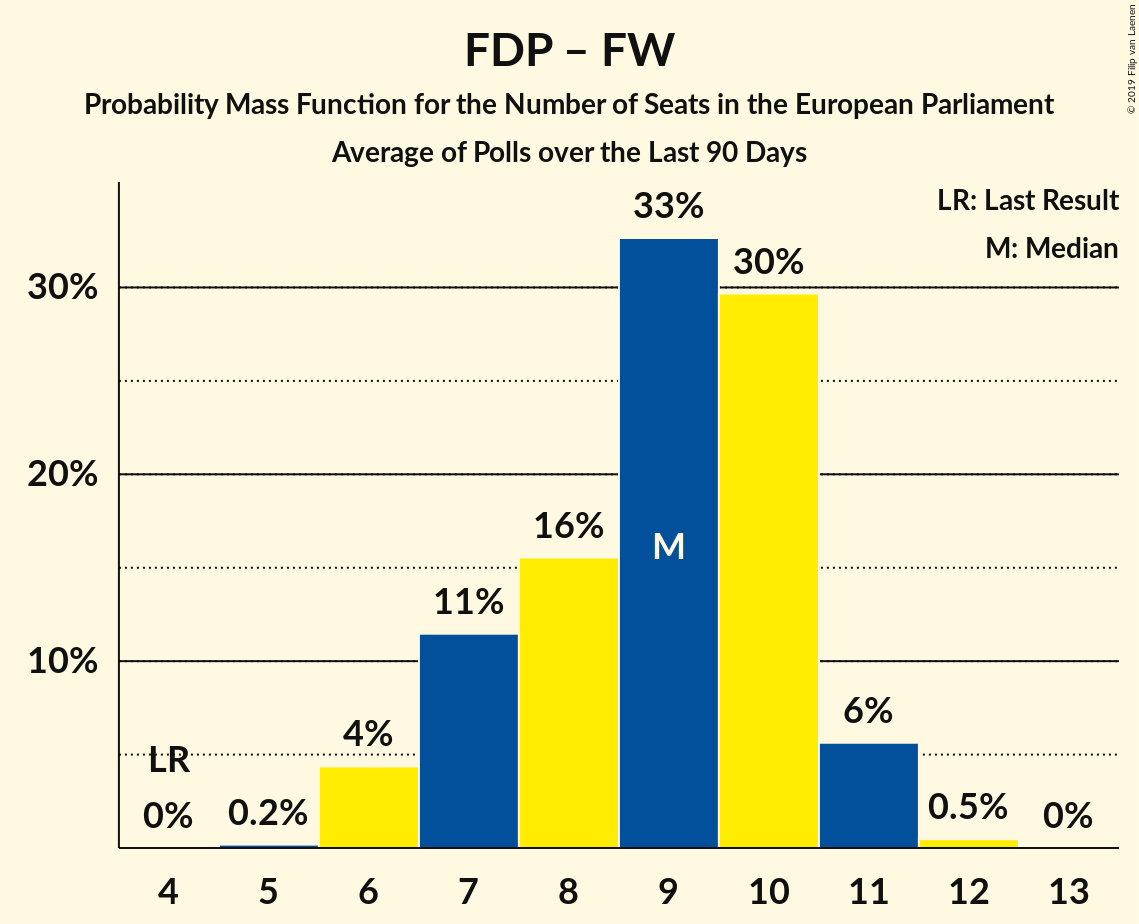 FDP – FW
Probability Mass Function for the Number of Seats in the European Parliament
Average of Polls over the Last 90 Days
© 2019 Filip van Laenen
LR: Last Result
M: Median
33%
30%
30%
20%
16%
M
11%
10%
6%
4%
LR
0%
0.2%
0.5%
0%
4 5 6 7 8 9 10 11 12 13